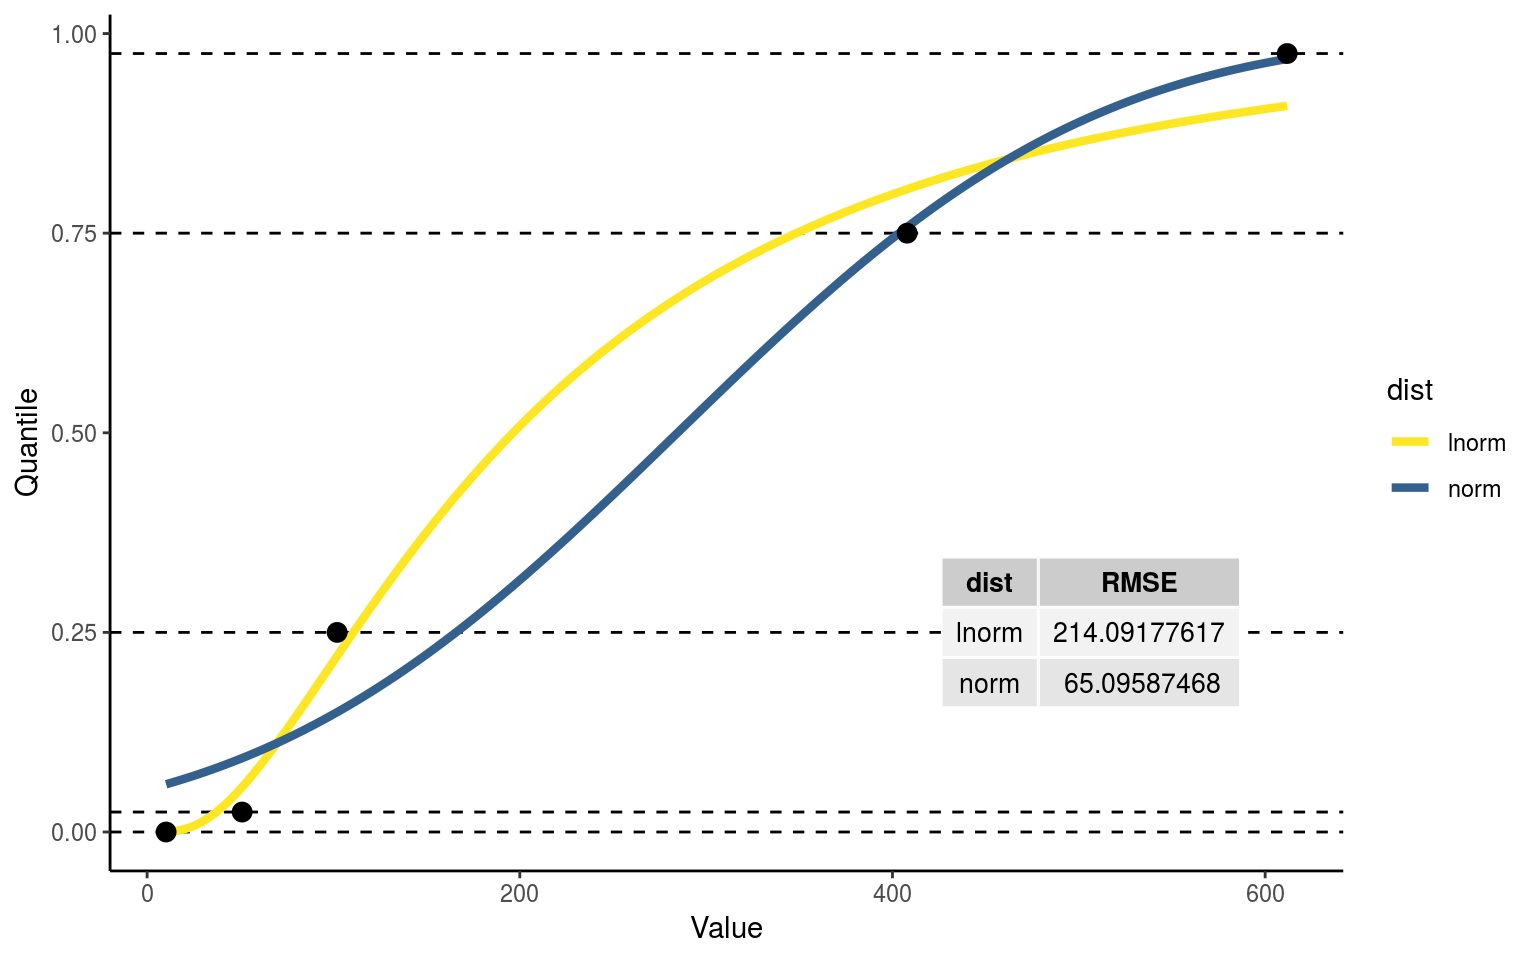 1.00
0.75
0.50
0.25
0.00
Quantile
0
200
400
600
Value
dist
lnorm
norm
dist RMSE
lnorm 214.09177617
norm 65.09587468